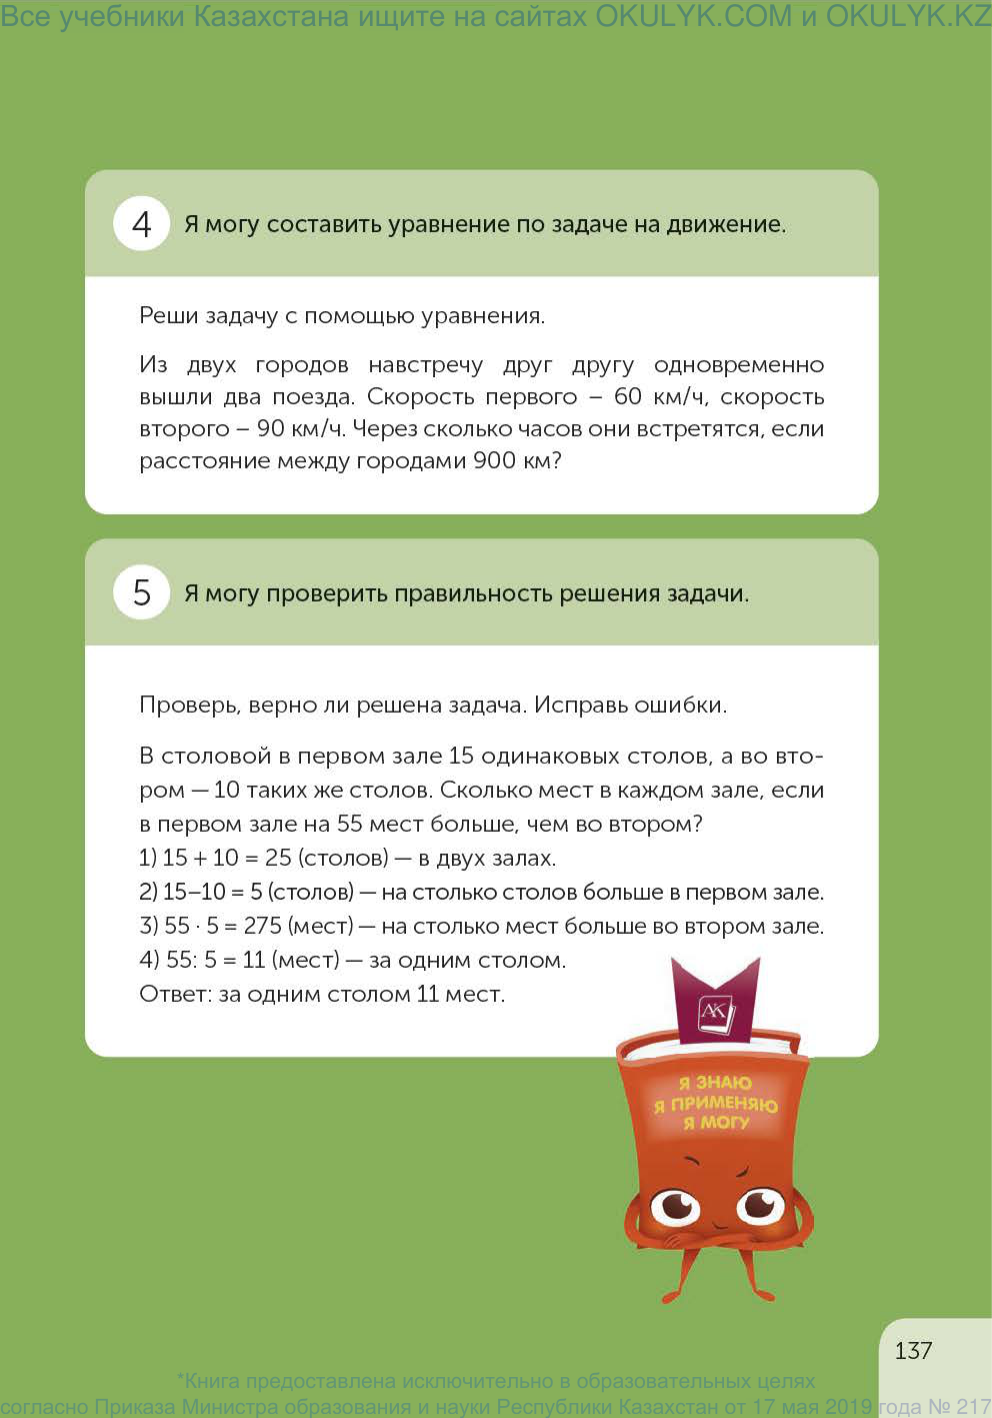 Все учебники Казахстана ищите на сайтах OKULYK.COM и OKULYK.KZ
4 Я могу составить уравнение по задаче на движение.
Реши задачу с помощью уравнения.
Из двух городов навстречу друг другу одновременно
вышли два поезда. Скорость первого – 60 км/ч, скорость
второго – 90 км/ч. Через сколько часов они встретятся, если
расстояние между городами 900 км?
5 Я могу проверить правильность решения задачи.
Проверь, верно ли решена задача. Исправь ошибки.
В столовой в первом зале 15 одинаковых столов, а во вто-
ром — 10 таких же столов. Сколько мест в каждом зале, если
в первом зале на 55 мест больше, чем во втором?
1) 15 + 10 = 25 (столов) — в двух залах.
2) 15–10 = 5 (столов) — на столько столов больше в первом зале.
3) 55 · 5 = 275 (мест) — на столько мест больше во втором зале.
4) 55: 5 = 11 (мест) — за одним столом.
Ответ: за одним столом 11 мест.
АК
Я ЗНАЮ
Я ПРИМЕНЯЮ
Я МОГУ
137
*Книга предоставлена исключительно в образовательных целях
согласно Приказа Министра образования и науки Республики Казахстан от 17 мая 2019 года № 217